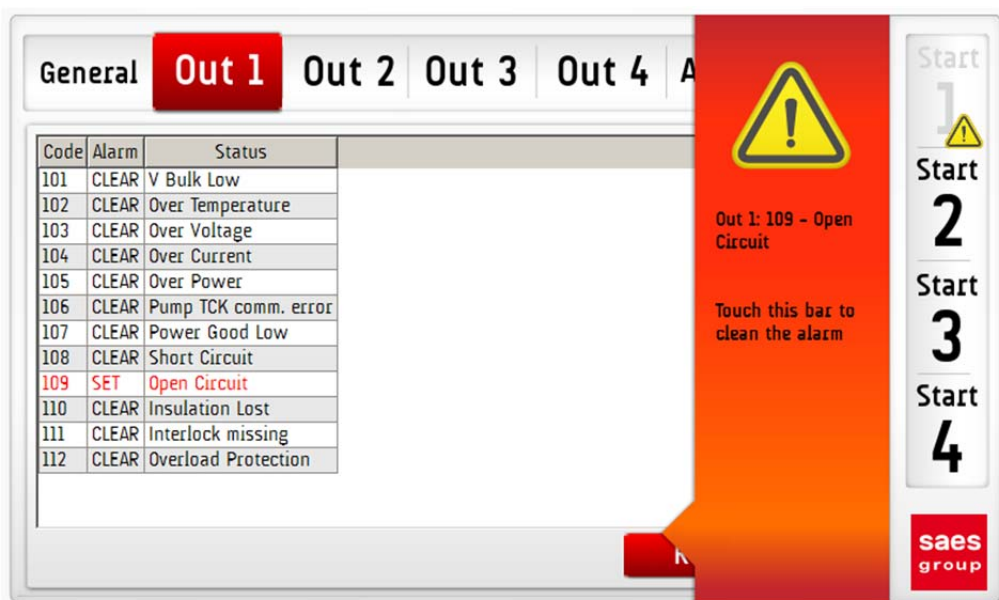 General Out 1 Out 2 Out 3 Out 4 A
Code Alarm Status
101 CLEAR V Bulk Low
102 CLEAR Over Temperature
103 CLEAR Over Voltage
104 CLEAR Over Current
105 CLEAR Over Power
106 CLEAR Pump TCK comm. error
107 CLEAR Power Good Low
108 CLEAR Short Circuit
109 SET Open Circuit
110 CLEAR Insulation Lost
111 CLEAR Interlock missing
112 CLEAR Overload Protection
Out 1: 109 - Open
Circuit
Touch this bar to
clean the alarm
Start
1
Start
2
Start
3
Start
4
saes
group